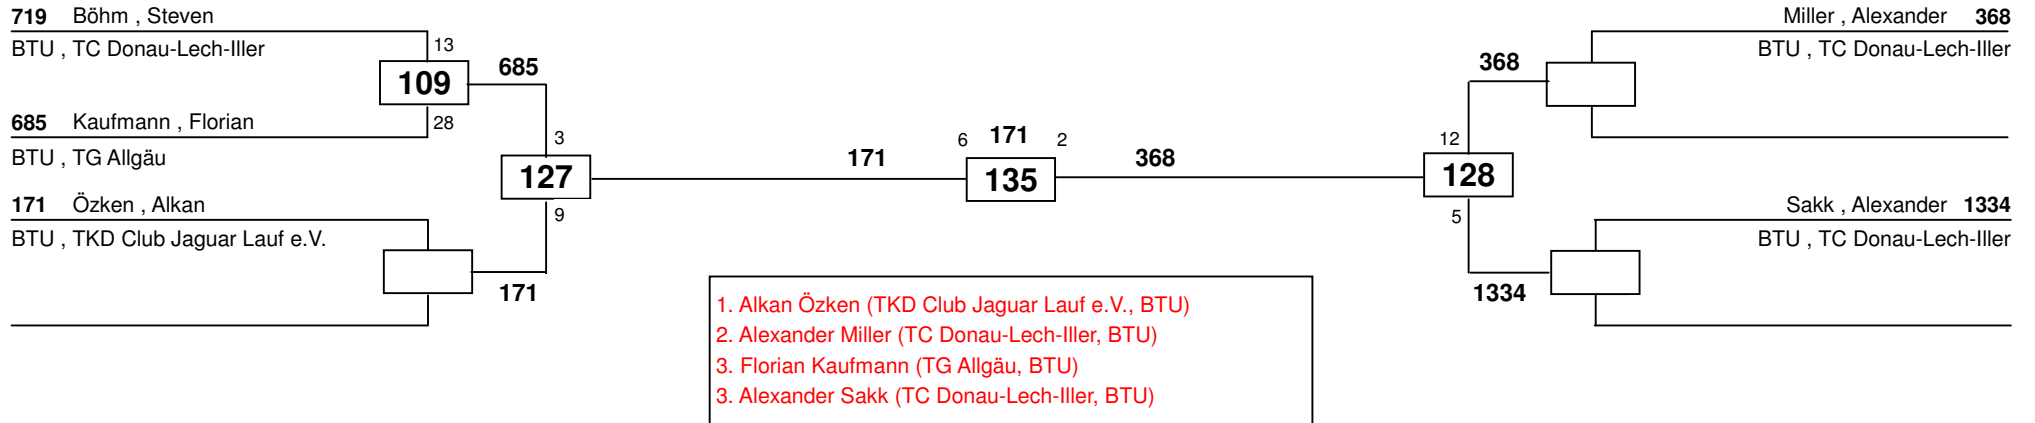 719 Böhm , Steven
BTU , TC Donau-Lech-Iller
13
109
685
685 Kaufmann , Florian
28
BTU , TG Allgäu
3
127
171 Özken , Alkan
9
BTU , TKD Club Jaguar Lauf e.V.
171
171
6 171 2
135
368
Miller , Alexander 368
BTU , TC Donau-Lech-Iller
368
12
128
5
Sakk , Alexander 1334
BTU , TC Donau-Lech-Iller
1334
1. Alkan Özken (TKD Club Jaguar Lauf e.V., BTU)
2. Alexander Miller (TC Donau-Lech-Iller, BTU)
3. Florian Kaufmann (TG Allgäu, BTU)
3. Alexander Sakk (TC Donau-Lech-Iller, BTU)